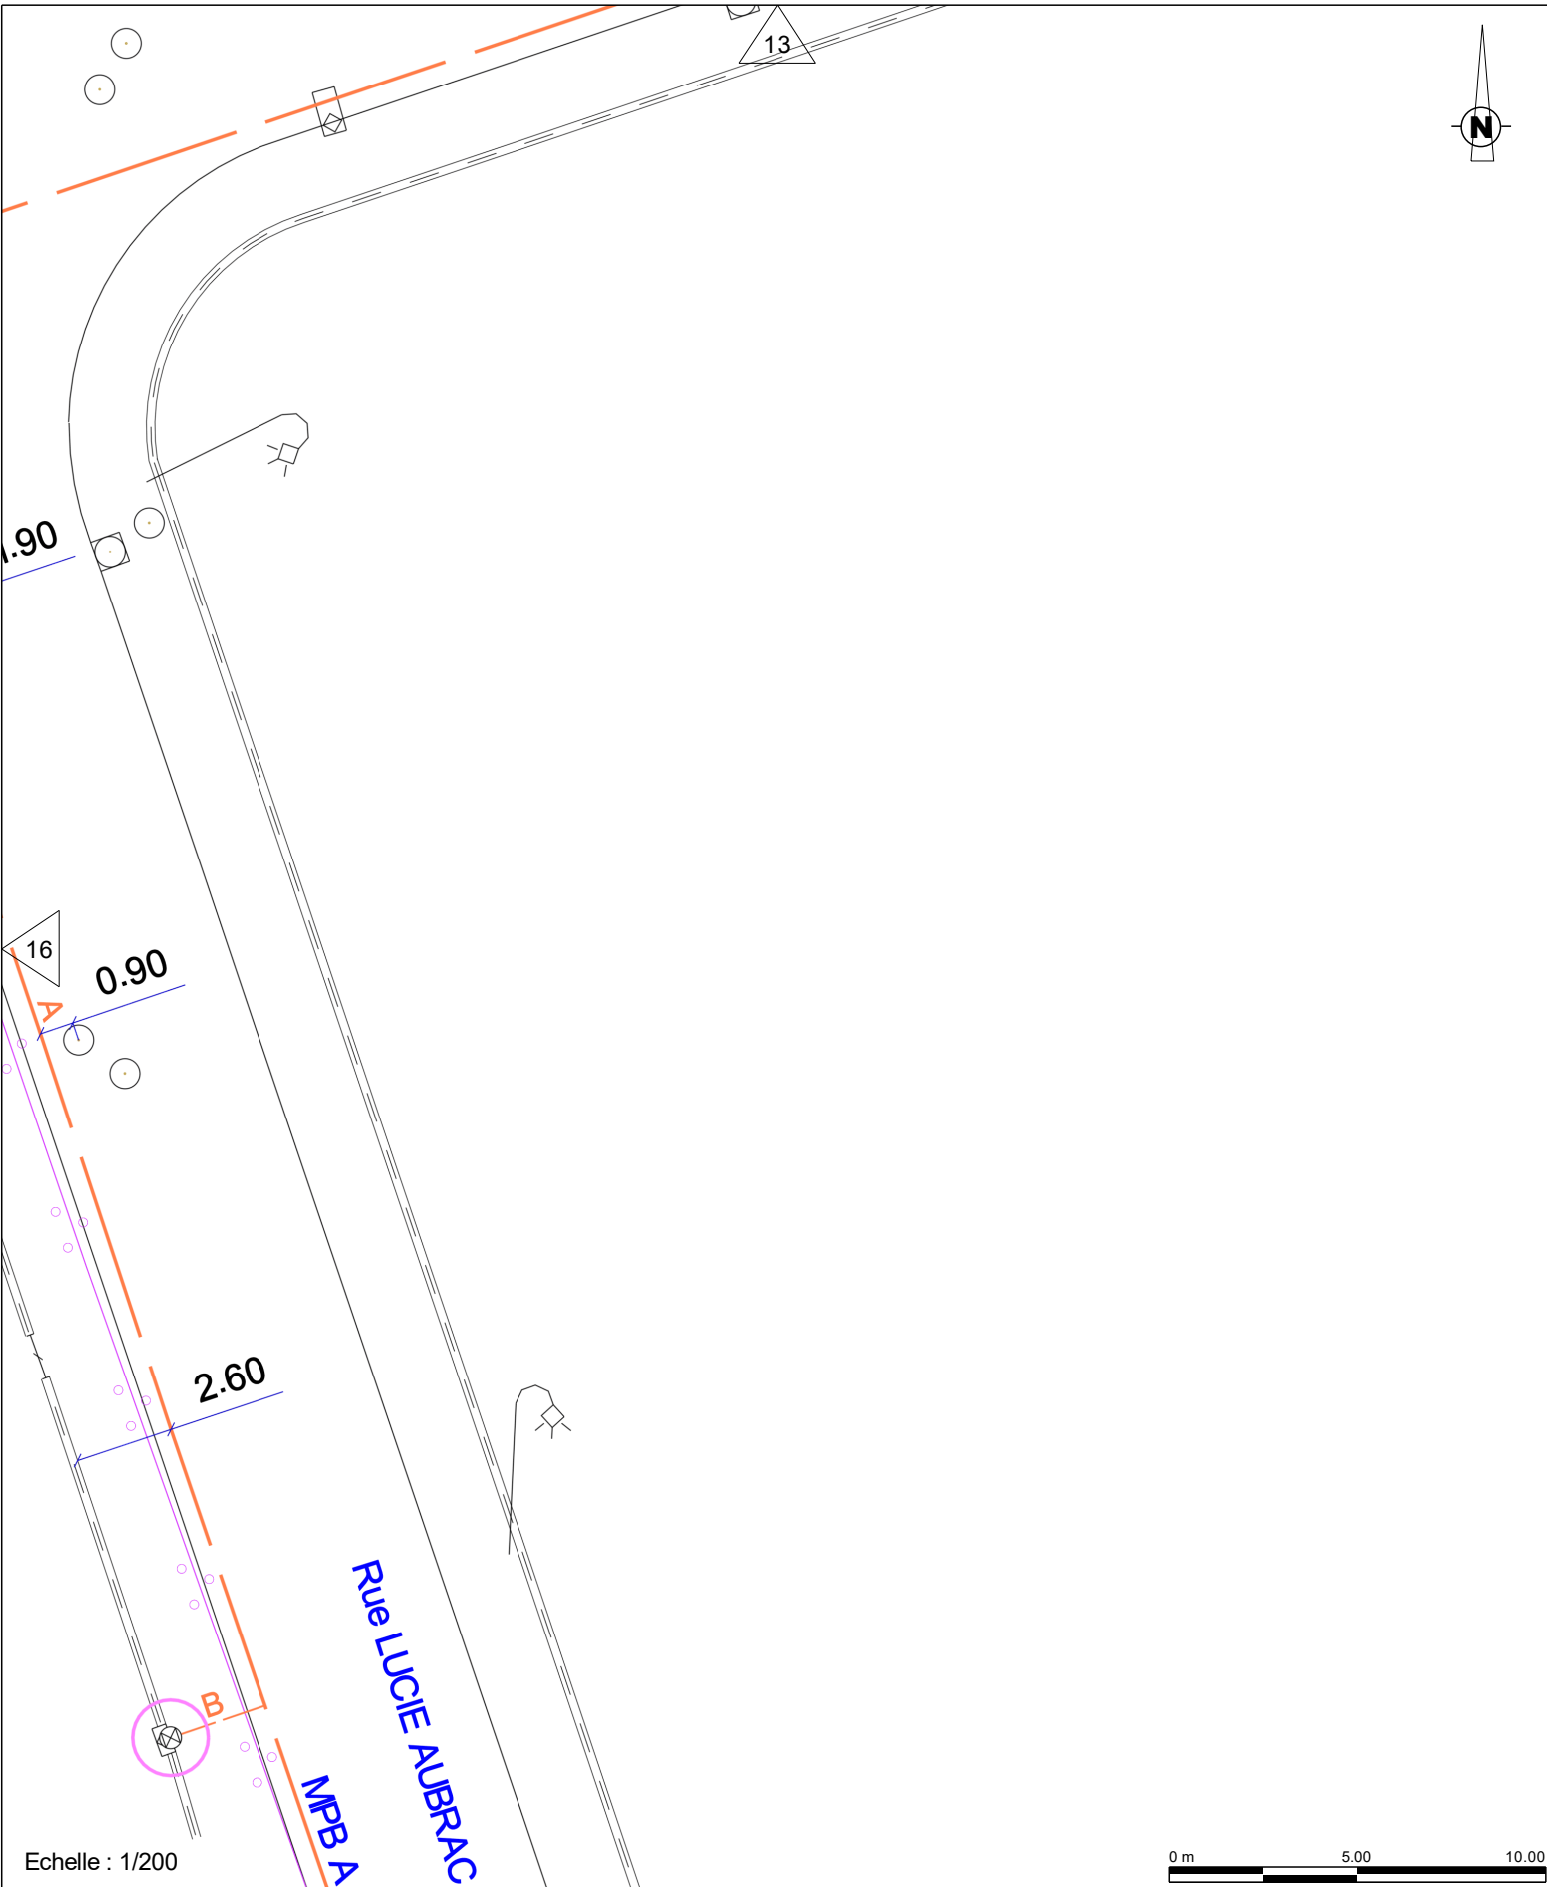 13
N
.90
16
A
0.90
2.60
B
Rue LUCIE AUBRAC
MPB A
Echelle : 1/200
0 m 5.00 10.00